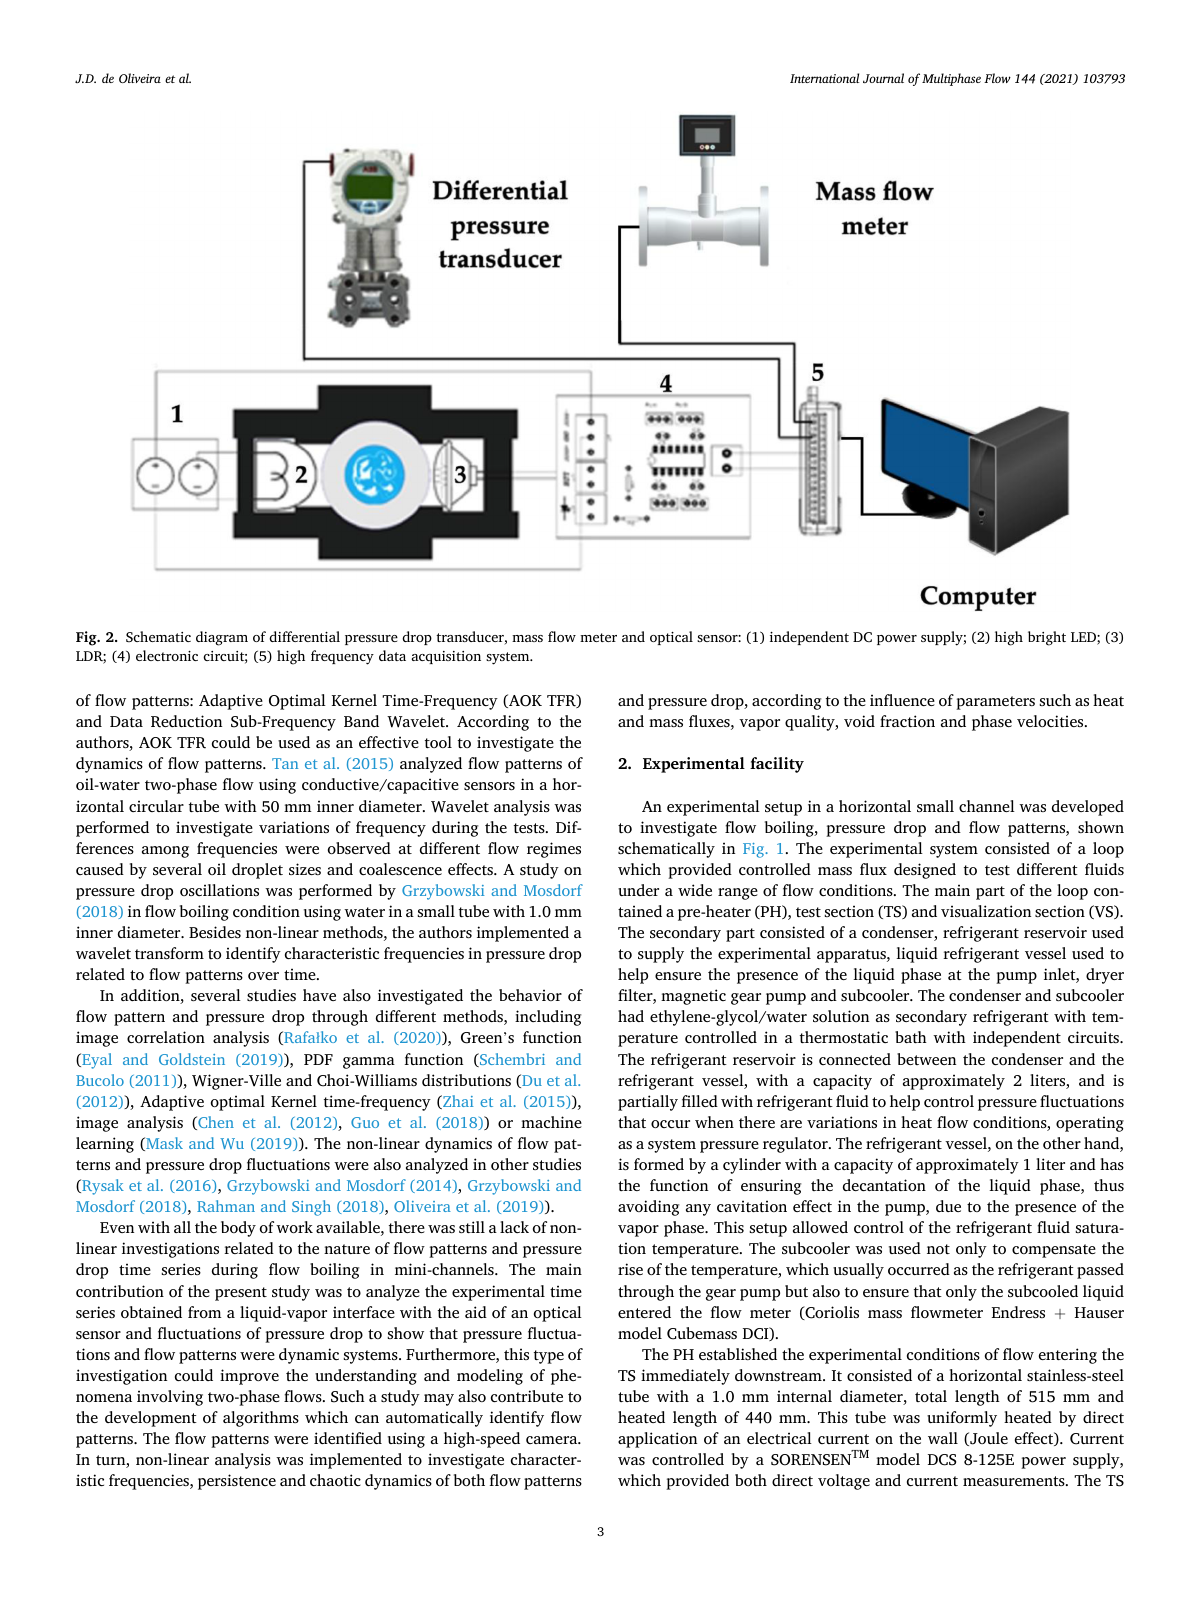 J.D. de Oliveira et al.
International Journal of Multiphase Flow 144 (2021) 103793
ABB
Differential
pressure
transducer
Mass flow
meter
1
2
3
4
5
Computer
Fig. 2. Schematic diagram of differential pressure drop transducer, mass flow meter and optical sensor: (1) independent DC power supply; (2) high bright LED; (3)
LDR; (4) electronic circuit; (5) high frequency data acquisition system.
of flow patterns: Adaptive Optimal Kernel Time-Frequency (AOK TFR)
and Data Reduction Sub-Frequency Band Wavelet. According to the
authors, AOK TFR could be used as an effective tool to investigate the
dynamics of flow patterns. Tan et al. (2015) analyzed flow patterns of
oil-water two-phase flow using conductive/capacitive sensors in a hor-
izontal circular tube with 50 mm inner diameter. Wavelet analysis was
performed to investigate variations of frequency during the tests. Dif-
ferences among frequencies were observed at different flow regimes
caused by several oil droplet sizes and coalescence effects. A study on
pressure drop oscillations was performed by Grzybowski and Mosdorf
(2018) in flow boiling condition using water in a small tube with 1.0 mm
inner diameter. Besides non-linear methods, the authors implemented a
wavelet transform to identify characteristic frequencies in pressure drop
related to flow patterns over time.
In addition, several studies have also investigated the behavior of
flow pattern and pressure drop through different methods, including
image correlation analysis (Rafałko et al. (2020)), Green's function
(Eyal and Goldstein (2019)), PDF gamma function (Schembri and
Bucolo (2011)), Wigner-Ville and Choi-Williams distributions (Du et al.
(2012)), Adaptive optimal Kernel time-frequency (Zhai et al. (2015)),
image analysis (Chen et al. (2012), Guo et al. (2018)) or machine
learning (Mask and Wu (2019)). The non-linear dynamics of flow pat-
terns and pressure drop fluctuations were also analyzed in other studies
(Rysak et al. (2016), Grzybowski and Mosdorf (2014), Grzybowski and
Mosdorf (2018), Rahman and Singh (2018), Oliveira et al. (2019)).
Even with all the body of work available, there was still a lack of non-
linear investigations related to the nature of flow patterns and pressure
drop time series during flow boiling in mini-channels. The main
contribution of the present study was to analyze the experimental time
series obtained from a liquid-vapor interface with the aid of an optical
sensor and fluctuations of pressure drop to show that pressure fluctua-
tions and flow patterns were dynamic systems. Furthermore, this type of
investigation could improve the understanding and modeling of phe-
nomena involving two-phase flows. Such a study may also contribute to
the development of algorithms which can automatically identify flow
patterns. The flow patterns were identified using a high-speed camera.
In turn, non-linear analysis was implemented to investigate character-
istic frequencies, persistence and chaotic dynamics of both flow patterns
and pressure drop, according to the influence of parameters such as heat
and mass fluxes, vapor quality, void fraction and phase velocities.
2. Experimental facility
An experimental setup in a horizontal small channel was developed
to investigate flow boiling, pressure drop and flow patterns, shown
schematically in Fig. 1. The experimental system consisted of a loop
which provided controlled mass flux designed to test different fluids
under a wide range of flow conditions. The main part of the loop con-
tained a pre-heater (PH), test section (TS) and visualization section (VS).
The secondary part consisted of a condenser, refrigerant reservoir used
to supply the experimental apparatus, liquid refrigerant vessel used to
help ensure the presence of the liquid phase at the pump inlet, dryer
filter, magnetic gear pump and subcooler. The condenser and subcooler
had ethylene-glycol/water solution as secondary refrigerant with tem-
perature controlled in a thermostatic bath with independent circuits.
The refrigerant reservoir is connected between the condenser and the
refrigerant vessel, with a capacity of approximately 2 liters, and is
partially filled with refrigerant fluid to help control pressure fluctuations
that occur when there are variations in heat flow conditions, operating
as a system pressure regulator. The refrigerant vessel, on the other hand,
is formed by a cylinder with a capacity of approximately 1 liter and has
the function of ensuring the decantation of the liquid phase, thus
avoiding any cavitation effect in the pump, due to the presence of the
vapor phase. This setup allowed control of the refrigerant fluid satura-
tion temperature. The subcooler was used not only to compensate the
rise of the temperature, which usually occurred as the refrigerant passed
through the gear pump but also to ensure that only the subcooled liquid
entered the flow meter (Coriolis mass flowmeter Endress + Hauser
model Cubemass DCI).
The PH established the experimental conditions of flow entering the
TS immediately downstream. It consisted of a horizontal stainless-steel
tube with a 1.0 mm internal diameter, total length of 515 mm and
heated length of 440 mm. This tube was uniformly heated by direct
application of an electrical current on the wall (Joule effect). Current
was controlled by a SORENSEN™ model DCS 8-125E power supply,
which provided both direct voltage and current measurements. The TS
3